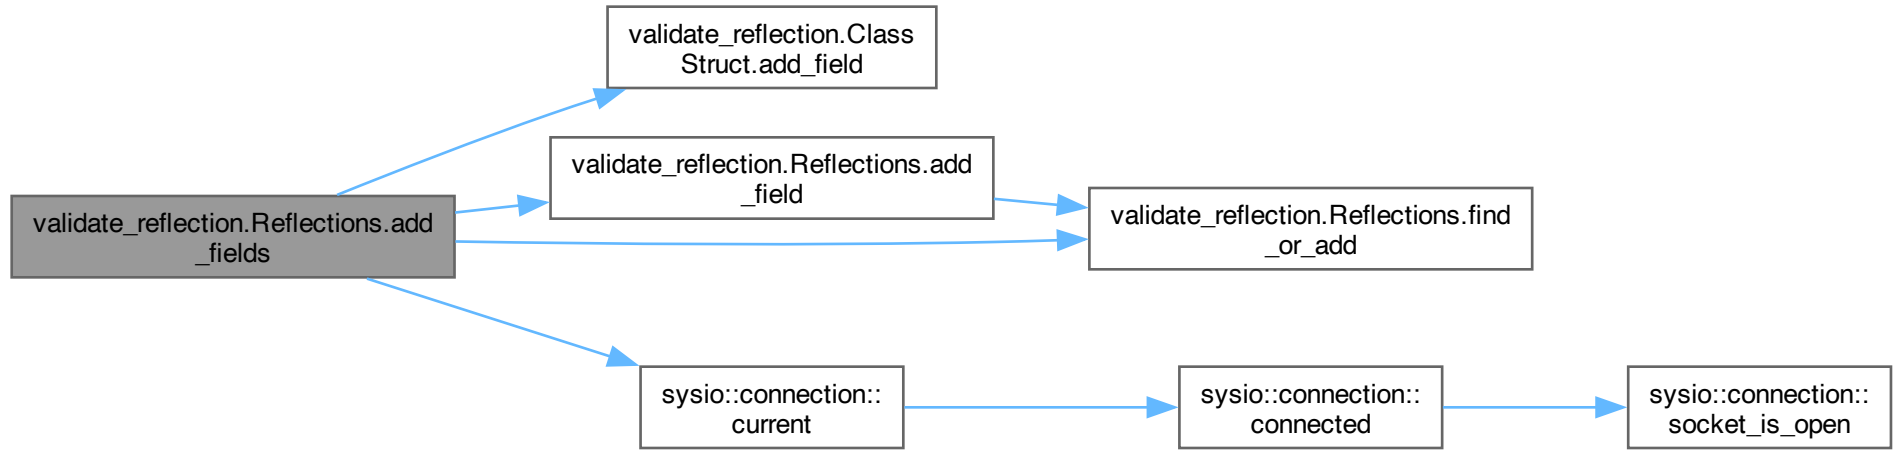 validate_reflection.Class
Struct.add_field
validate_reflection.Reflections.add
_field
validate_reflection.Reflections.add
_fields
validate_reflection.Reflections.find
_or_add
sysio::connection::
current
sysio::connection::
connected
sysio::connection::
socket_is_open